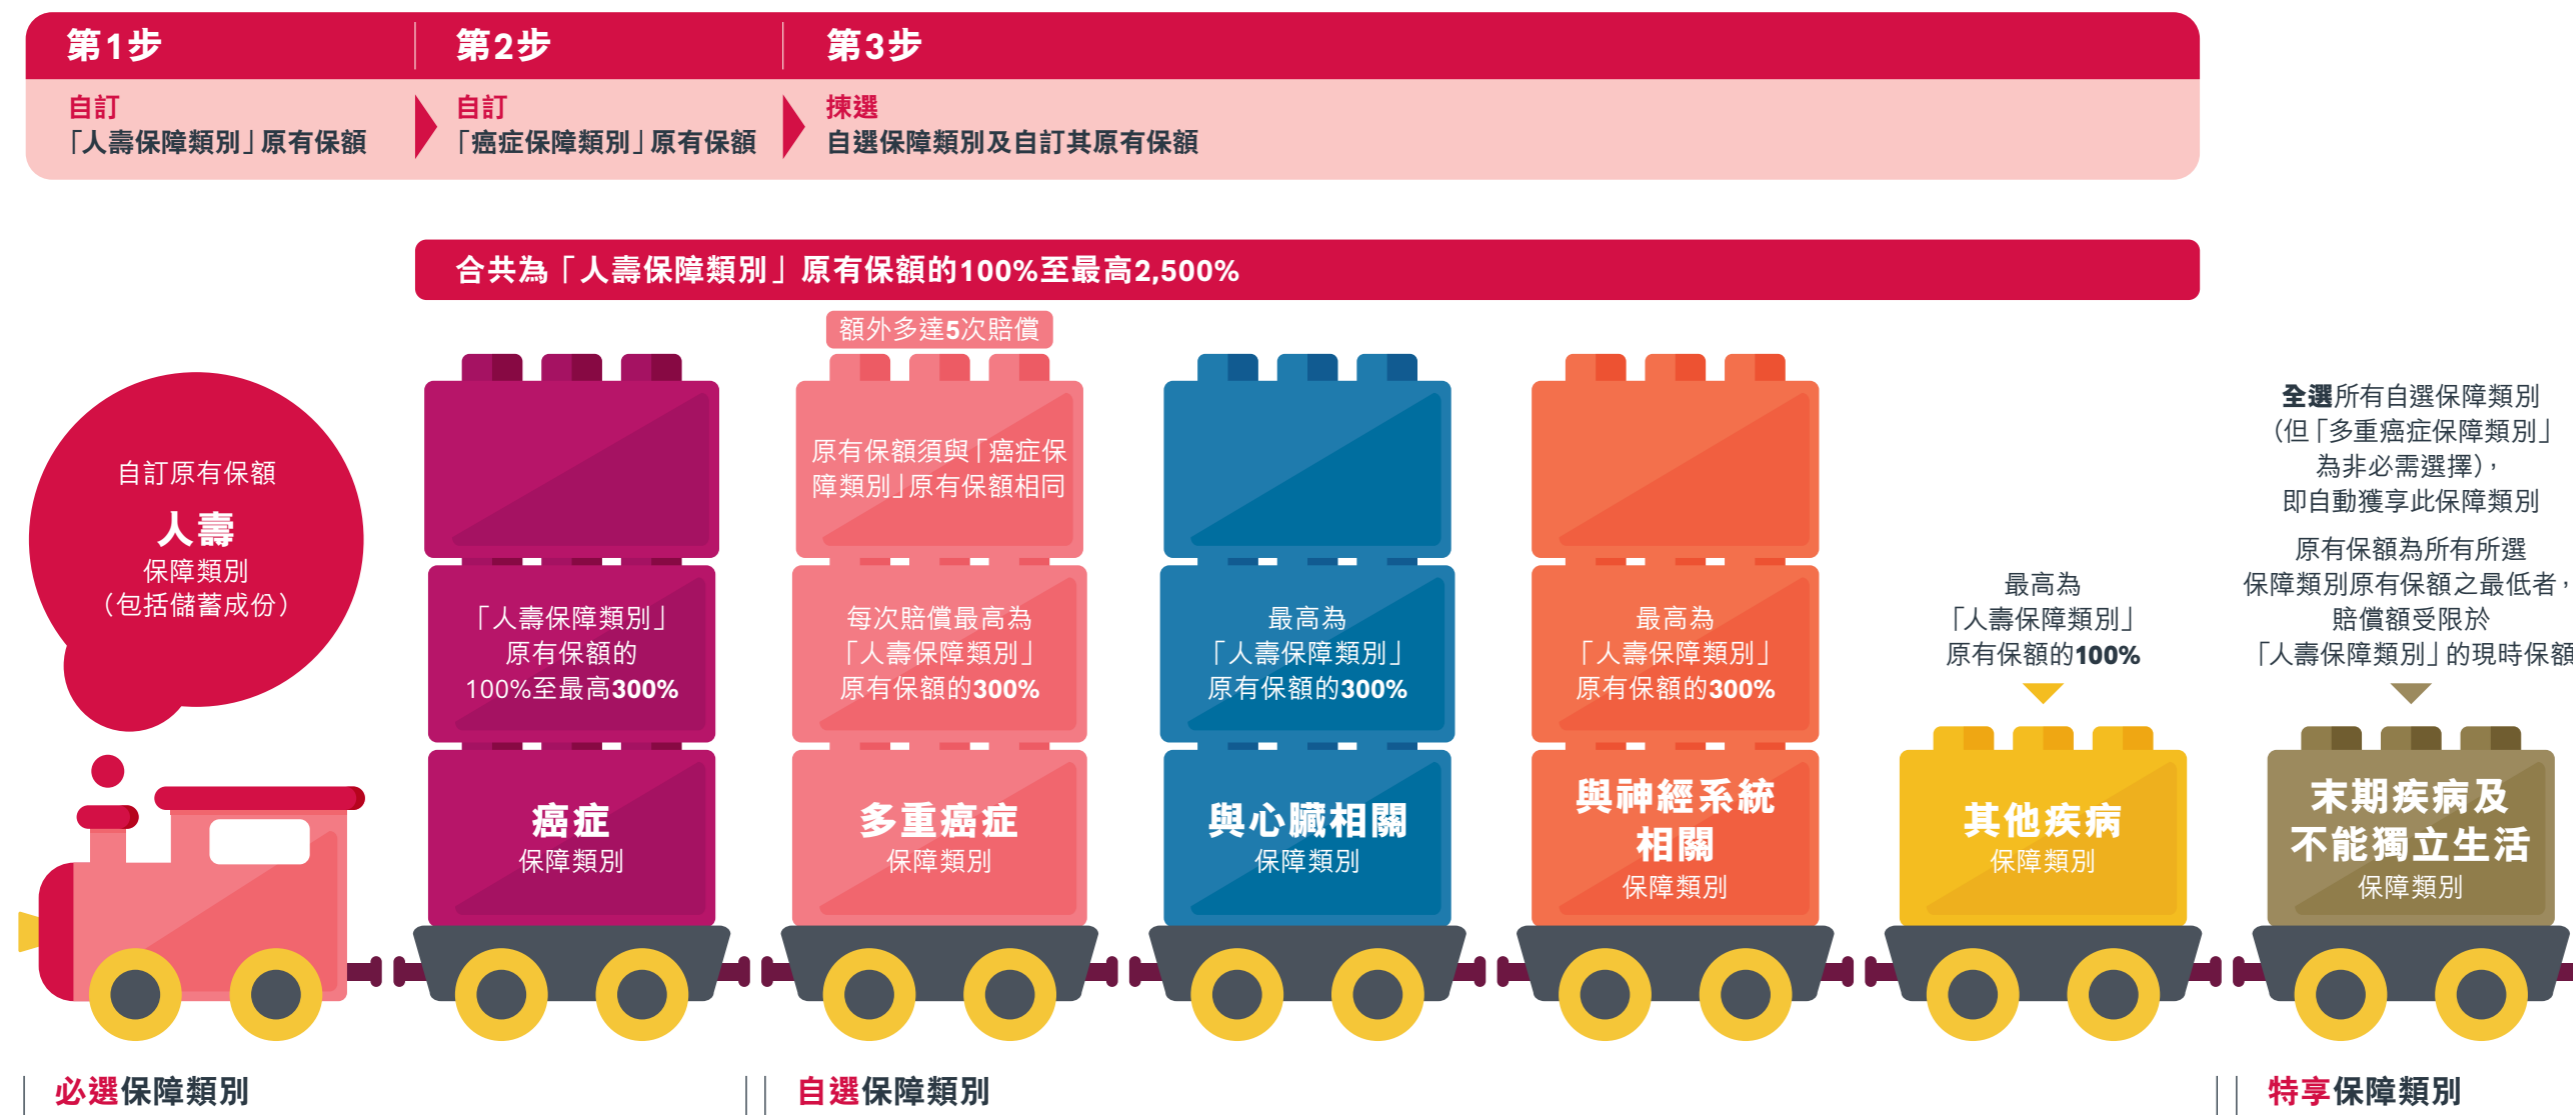 第1步
第2步
第3步
自訂
「人壽保障類別」原有保額
自訂
「癌症保障類別」原有保額
揀選
自選保障類別及自訂其原有保額
合共為「人壽保障類別」原有保額的100%至最高2,500%
自訂原有保額
人壽
保障類別
（包括儲蓄成份）
「人壽保障類別」
原有保額的
100%至最高300%
癌症
保障類別
額外多達5次賠償
原有保額須與「癌症保
障類別」原有保額相同
每次賠償最高為
「人壽保障類別」
原有保額的300%
多重癌症
保障類別
最高為
「人壽保障類別」
原有保額的300%
與心臟相關
保障類別
最高為
「人壽保障類別」
原有保額的300%
與神經系統
相關
保障類別
最高為
「人壽保障類別」
原有保額的100%
其他疾病
保障類別
全選所有自選保障類別
（但「多重癌症保障類別」
為非必需選擇），
即自動獲享此保障類別
原有保額為所有所選
保障類別原有保額之最低者，
賠償額受限於
「人壽保障類別」的現時保額
末期疾病及
不能獨立生活
保障類別
必選保障類別
自選保障類別
特享保障類別